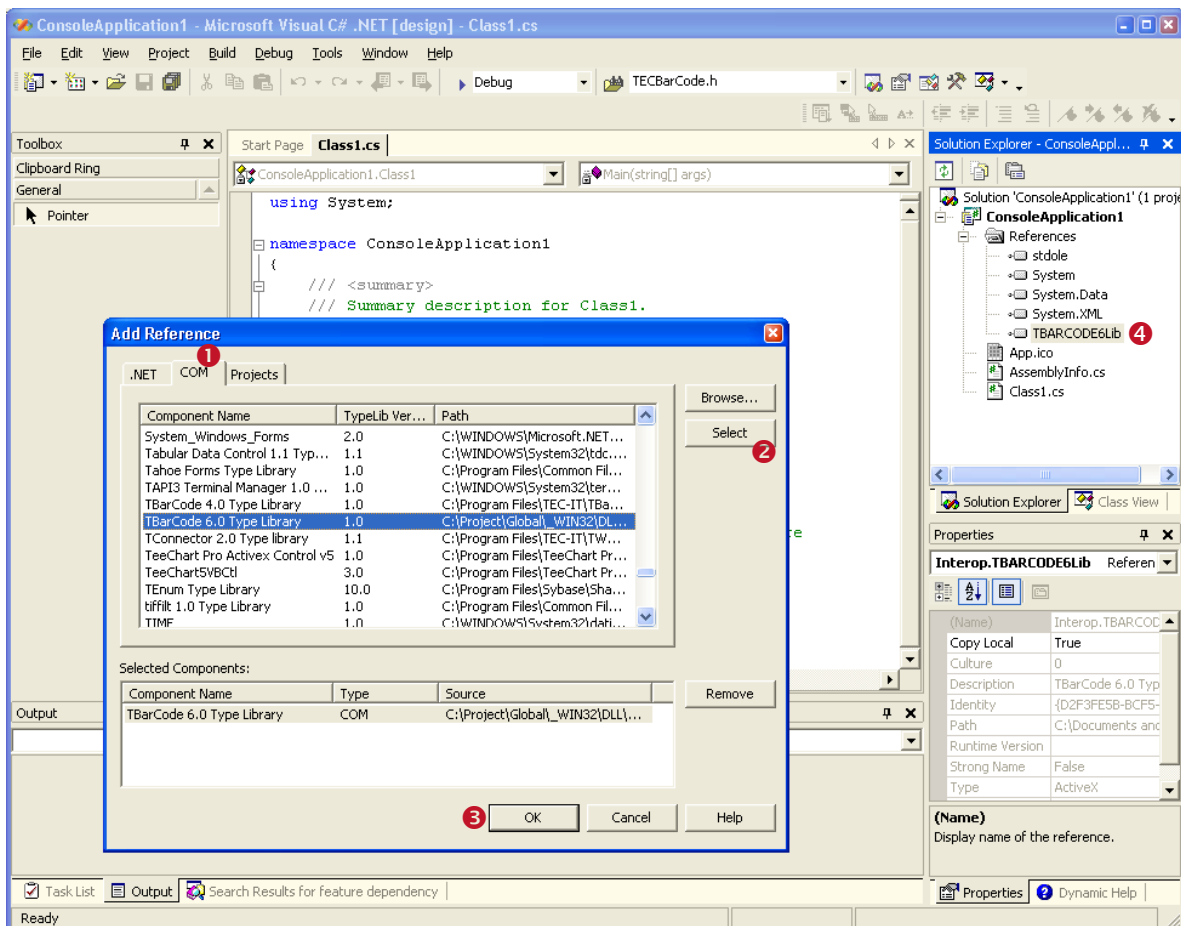 ConsoleApplication1 - Microsoft Visual C# .NET [design] - Class1.cs
File Edit View Project Build Debug Tools Window Help
Debug TECBarCode.h
Toolbox
Clipboard Ring
General
Pointer
Start Page Class1.cs
ConsoleApplication1.Class1 Main(string[] args)
using System;
namespace ConsoleApplication1
{
/// <summary>
/// Summary description for Class1.
Add Reference
1
.NET COM Projects
Component Name TypeLib Ver... Path
System_Windows_Forms 2.0 C:\WINDOWS\Microsoft.NET...
Tabular Data Control 1.1 Typ... 1.1 C:\WINDOWS\System32\tdc....
Tahoe Forms Type Library 1.0 C:\Program Files\Common Fil...
TAPI3 Terminal Manager 1.0 ... 1.0 C:\WINDOWS\System32\ter...
TBarCode 4.0 Type Library 1.0 C:\Program Files\TEC-IT\TBa...
TBarCode 6.0 Type Library 1.0 C:\Project\Global\_WIN32\DLL...
TConnector 2.0 Type library 1.1 C:\Program Files\TEC-IT\TW...
TeeChart Pro Activex Control v5 1.0 C:\Program Files\TeeChart Pr...
TeeChart5VBCtl 3.0 C:\Program Files\TeeChart Pr...
TEnum Type Library 10.0 C:\Program Files\Sybase\Sha...
tiffilt 1.0 Type Library 1.0 C:\Program Files\Common Fil...
TIME 1.0 C:\WINDOWS\System32\dati...
Browse...
Select
2
Selected Components:
Component Name Type Source
TBarCode 6.0 Type Library COM C:\Project\Global\_WIN32\DLL\...
Remove
3 OK Cancel Help
e
Output
Task List Output Search Results for feature dependency
Ready
Solution Explorer - ConsoleAppl...
Solution 'ConsoleApplication1' (1 proje
ConsoleApplication1
References
stdole
System
System.Data
System.XML
TBARCODE6Lib 4
App.ico
AssemblyInfo.cs
Class1.cs
Solution Explorer Class View
Properties
Interop.TBARCODE6Lib Referen
(Name) Interop.TBARCOD
Copy Local True
Culture 0
Description TBarCode 6.0 Typ
Identity {D2F3FE5B-BCF5-
Path C:\Documents and
Runtime Version
Strong Name False
Type ActiveX
(Name)
Display name of the reference.
Properties Dynamic Help